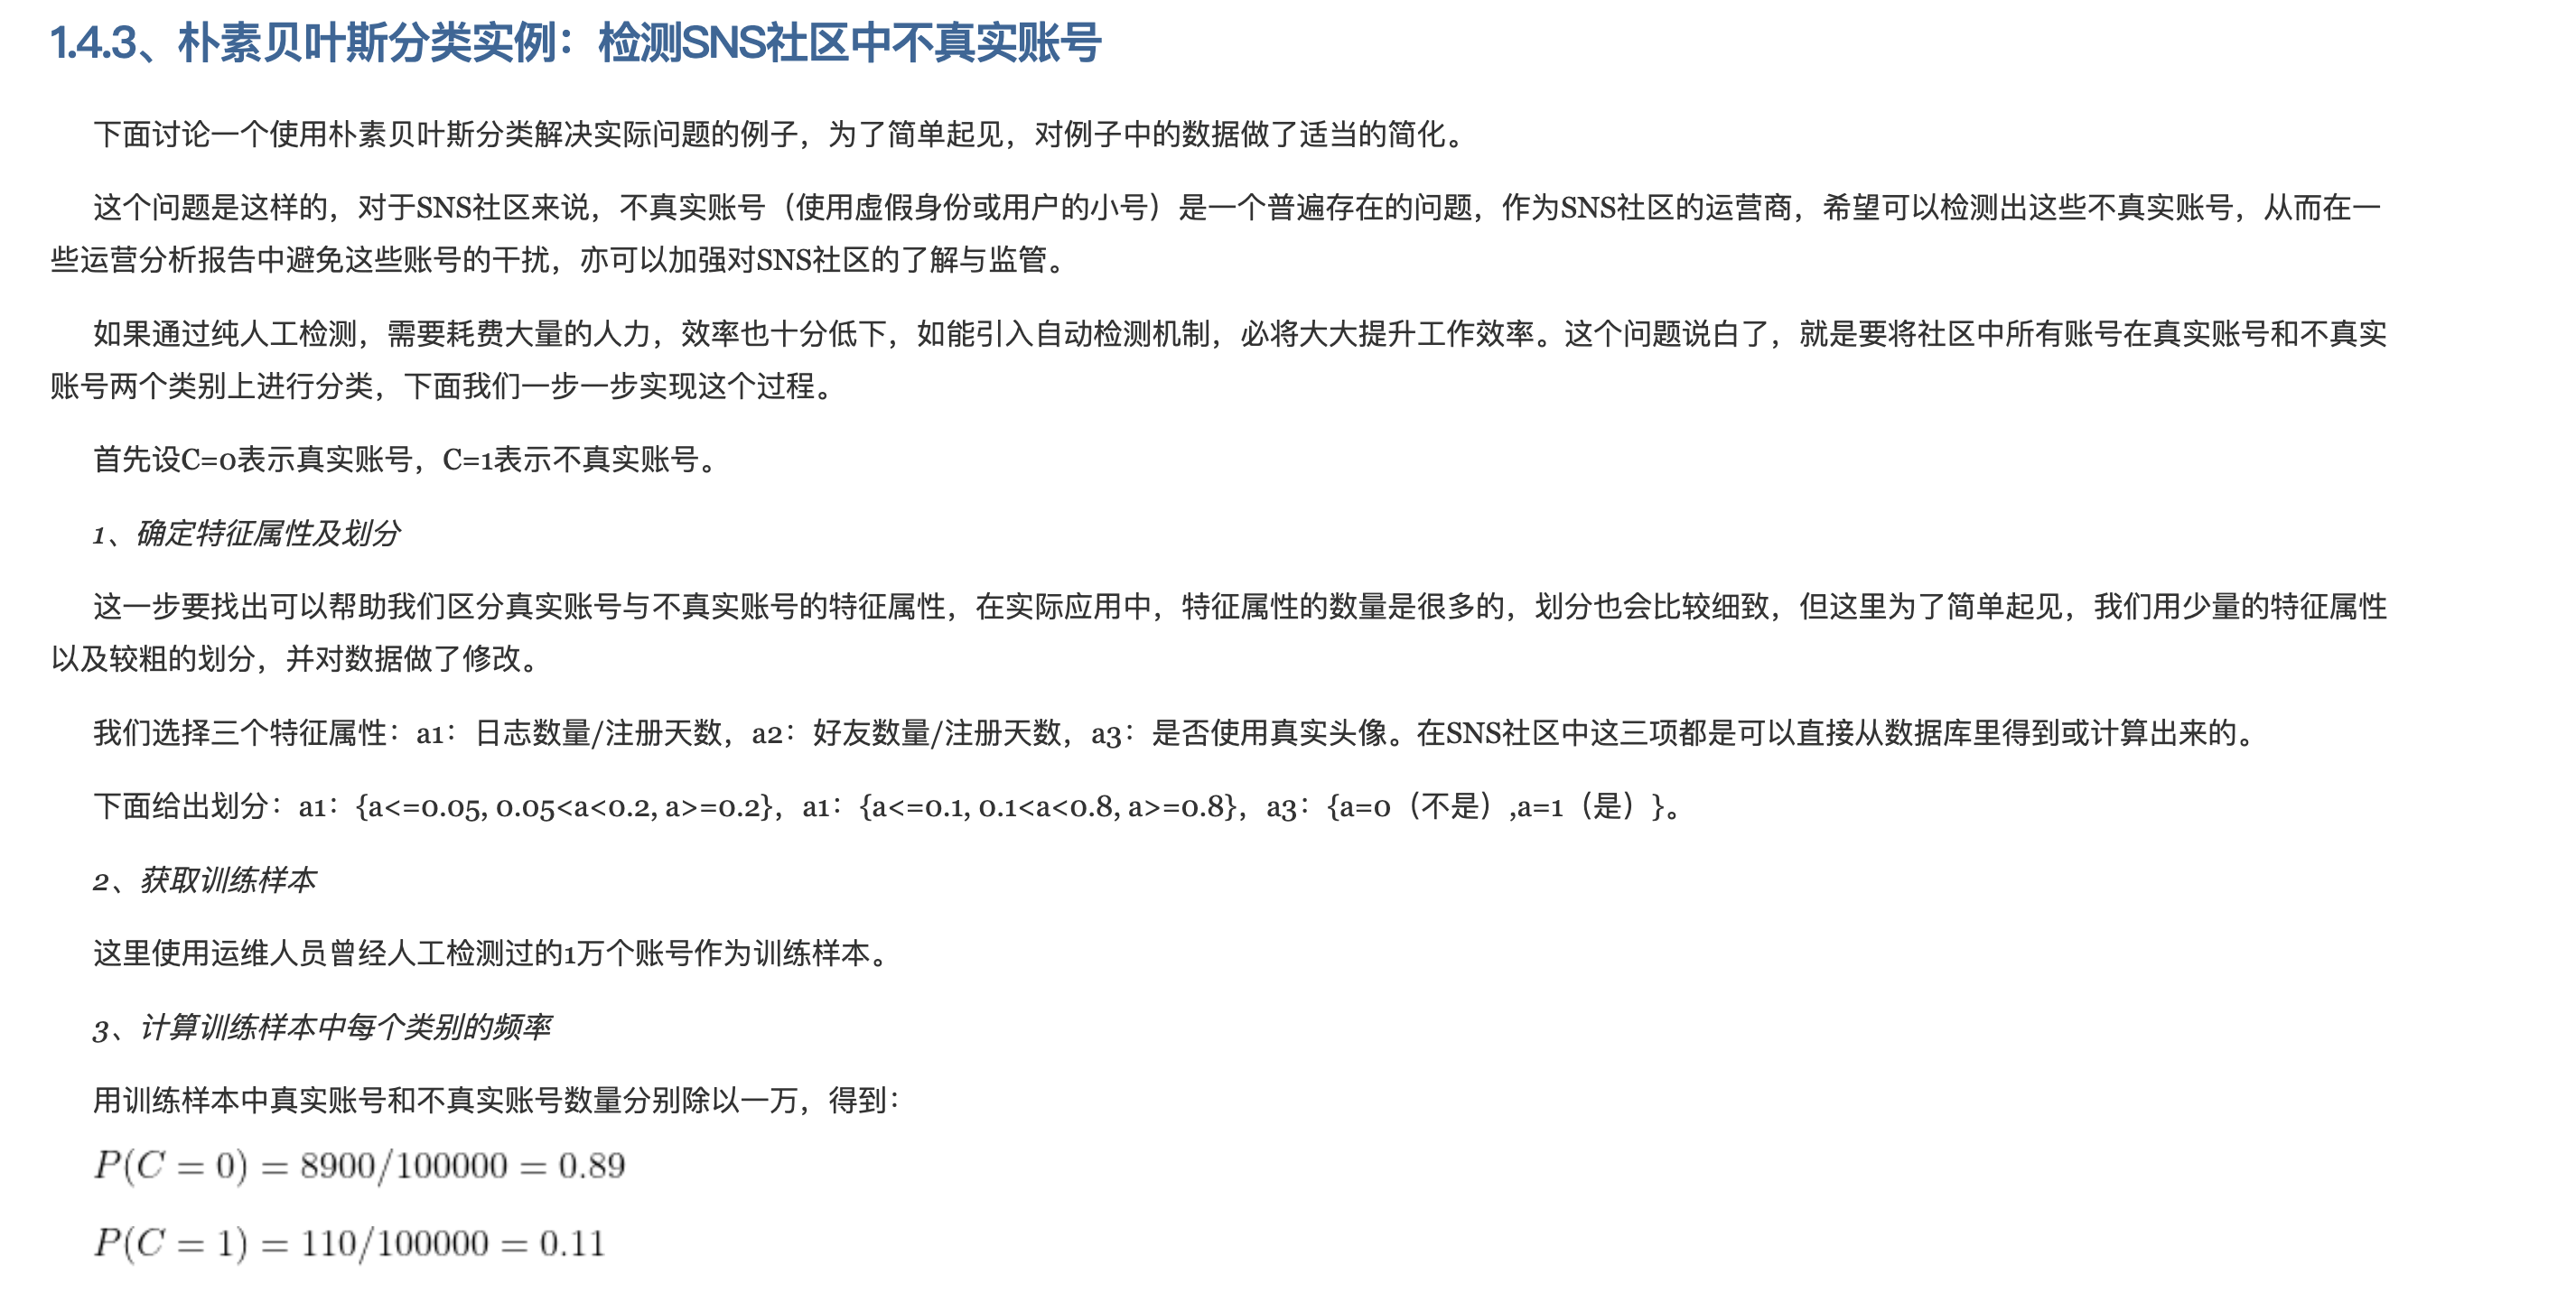 1.4.3、朴素贝叶斯分类实例：检测SNS社区中不真实账号
下面讨论一个使用朴素贝叶斯分类解决实际问题的例子，为了简单起见，对例子中的数据做了适当的简化。
这个问题是这样的，对于SNS社区来说，不真实账号（使用虚假身份或用户的小号）是一个普遍存在的问题，作为SNS社区的运营商，希望可以检测出这些不真实账号，从而在一
些运营分析报告中避免这些账号的干扰，亦可以加强对SNS社区的了解与监管。
如果通过纯人工检测，需要耗费大量的人力，效率也十分低下，如能引入自动检测机制，必将大大提升工作效率。这个问题说白了，就是要将社区中所有账号在真实账号和不真实
账号两个类别上进行分类，下面我们一步一步实现这个过程。
首先设C=0表示真实账号，C=1表示不真实账号。
1、确定特征属性及划分
这一步要找出可以帮助我们区分真实账号与不真实账号的特征属性，在实际应用中，特征属性的数量是很多的，划分也会比较细致，但这里为了简单起见，我们用少量的特征属性
以及较粗的划分，并对数据做了修改。
我们选择三个特征属性：a1：日志数量/注册天数，a2：好友数量/注册天数，a3：是否使用真实头像。在SNS社区中这三项都是可以直接从数据库里得到或计算出来的。
下面给出划分：a1：{a<=0.05, 0.05<a<0.2, a>=0.2}，a1：{a<=0.1, 0.1<a<0.8, a>=0.8}，a3：{a=0（不是）,a=1（是）}。
2、获取训练样本
这里使用运维人员曾经人工检测过的1万个账号作为训练样本。
3、计算训练样本中每个类别的频率
用训练样本中真实账号和不真实账号数量分别除以一万，得到：
P(C = 0) = 8900/100000 = 0.89
P(C = 1) = 110/100000 = 0.11